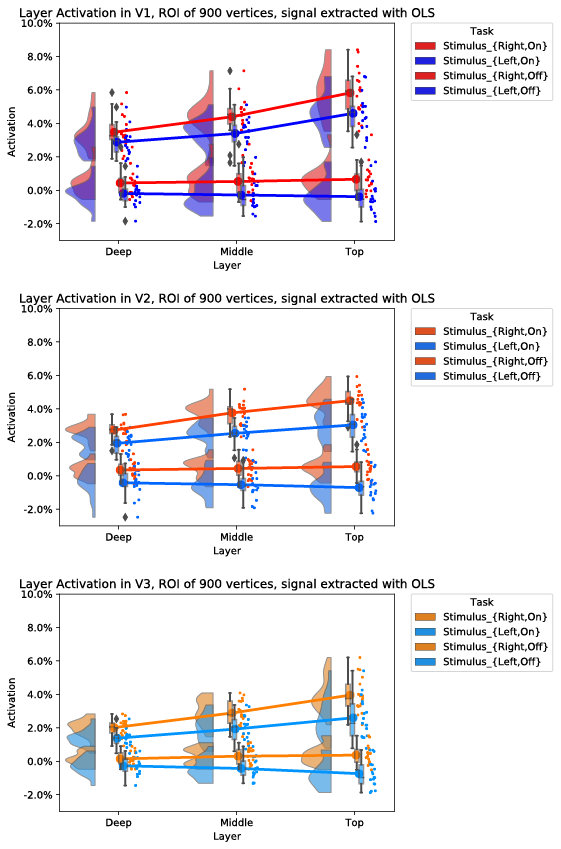 Layer Activation in V1, ROI of 900 vertices, signal extracted with OLS
10.0%
8.0%
6.0%
4.0%
2.0%
0.0%
-2.0%
Activation
Deep
Middle
Top
Layer
Task
Stimulus_{Right,On}
Stimulus_{Left,On}
Stimulus_{Right,Off}
Stimulus_{Left,Off}
Layer Activation in V2, ROI of 900 vertices, signal extracted with OLS
10.0%
8.0%
6.0%
4.0%
2.0%
0.0%
-2.0%
Activation
Deep
Middle
Top
Layer
Task
Stimulus_{Right,On}
Stimulus_{Left,On}
Stimulus_{Right,Off}
Stimulus_{Left,Off}
Layer Activation in V3, ROI of 900 vertices, signal extracted with OLS
10.0%
8.0%
6.0%
4.0%
2.0%
0.0%
-2.0%
Activation
Deep
Middle
Top
Layer
Task
Stimulus_{Right,On}
Stimulus_{Left,On}
Stimulus_{Right,Off}
Stimulus_{Left,Off}